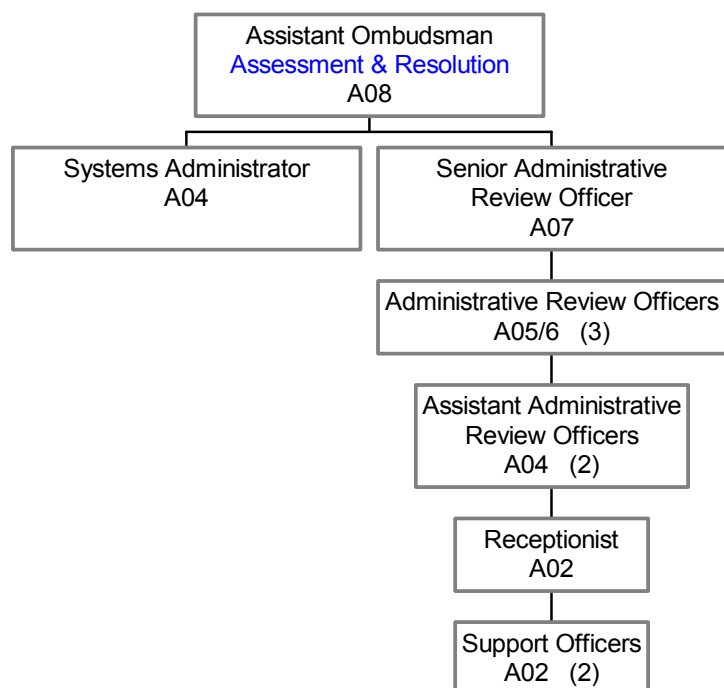 Assistant Ombudsman
Assessment & Resolution
A08
Systems Administrator
A04
Senior Administrative
Review Officer
A07
Administrative Review Officers
A05/6 (3)
Assistant Administrative
Review Officers
A04 (2)
Receptionist
A02
Support Officers
A02 (2)